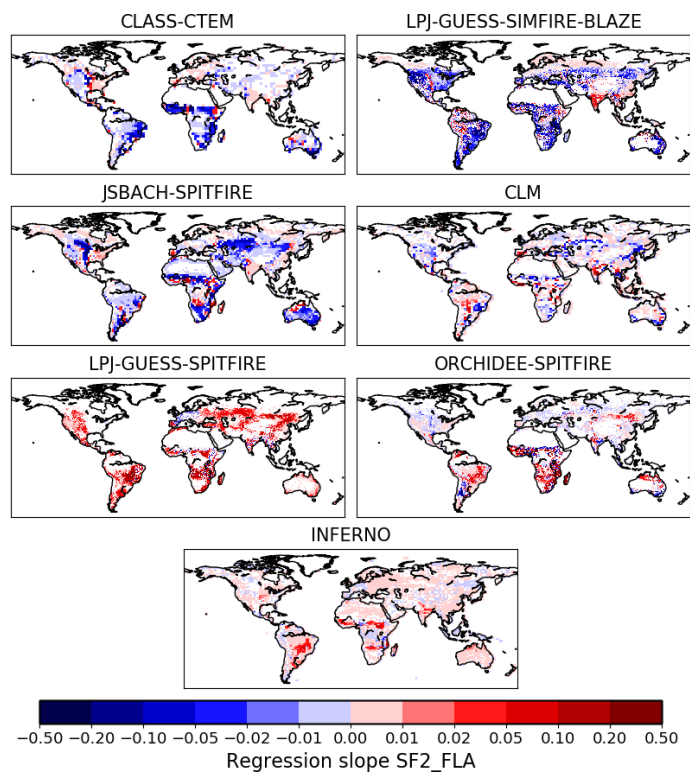 CLASS-CTEM
LPJ-GUESS-SIMFIRE-BLAZE
JSBACH-SPITFIRE
CLM
LPJ-GUESS-SPITFIRE
ORCHIDEE-SPITFIRE
INFERNO
−0.50 −0.20 −0.10 −0.05 −0.02 −0.01 0.00 0.01 0.02 0.05 0.10 0.20 0.50
Regression slope SF2_FLA